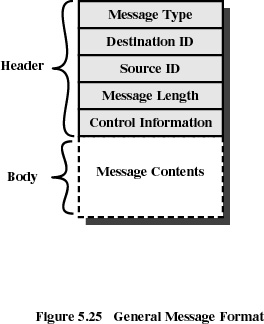 Message Type
Destination ID
Header
Source ID
Message Length
Control Information
Body
Message Contents
Figure 5.25 General Message Format